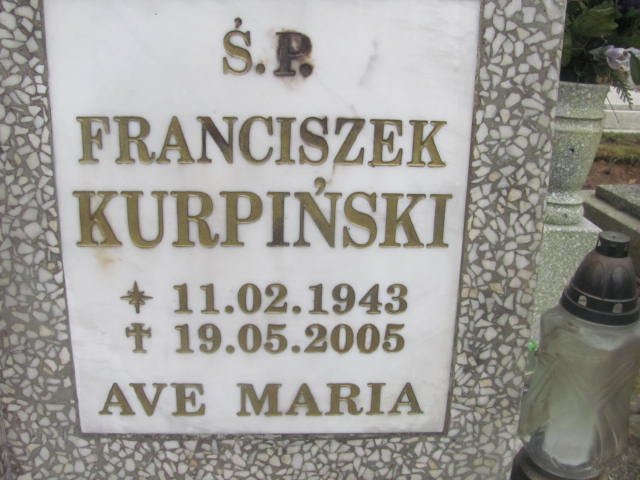 Ś.P.
FRANCISZEK
KURPIŃSKI
11.02.1943
19.05.2005
AVE MARIA